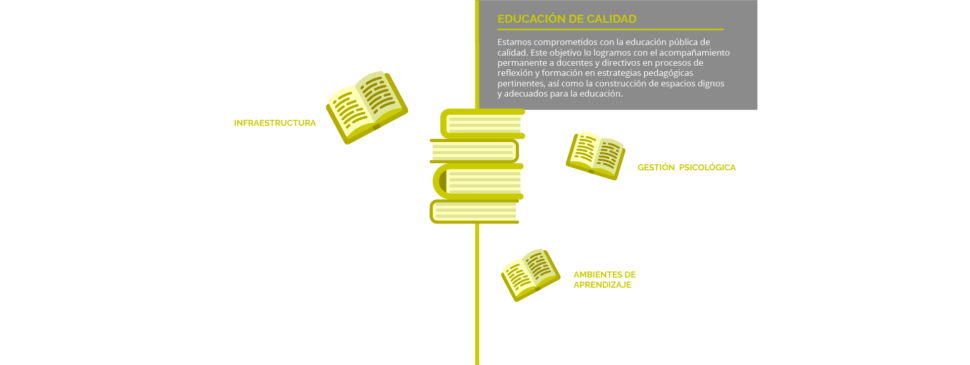 EDUCACIÓN DE CALIDAD
Estamos comprometidos con la educación pública de
calidad. Este objetivo lo logramos con el acompañamiento
permanente a docentes y directivos en procesos de
reflexión y formación en estrategias pedagógicas
pertinentes, así como la construcción de espacios dignos
y adecuados para la educación.
INFRAESTRUCTURA
GESTIÓN PSICOLÓGICA
AMBIENTES DE
APRENDIZAJE